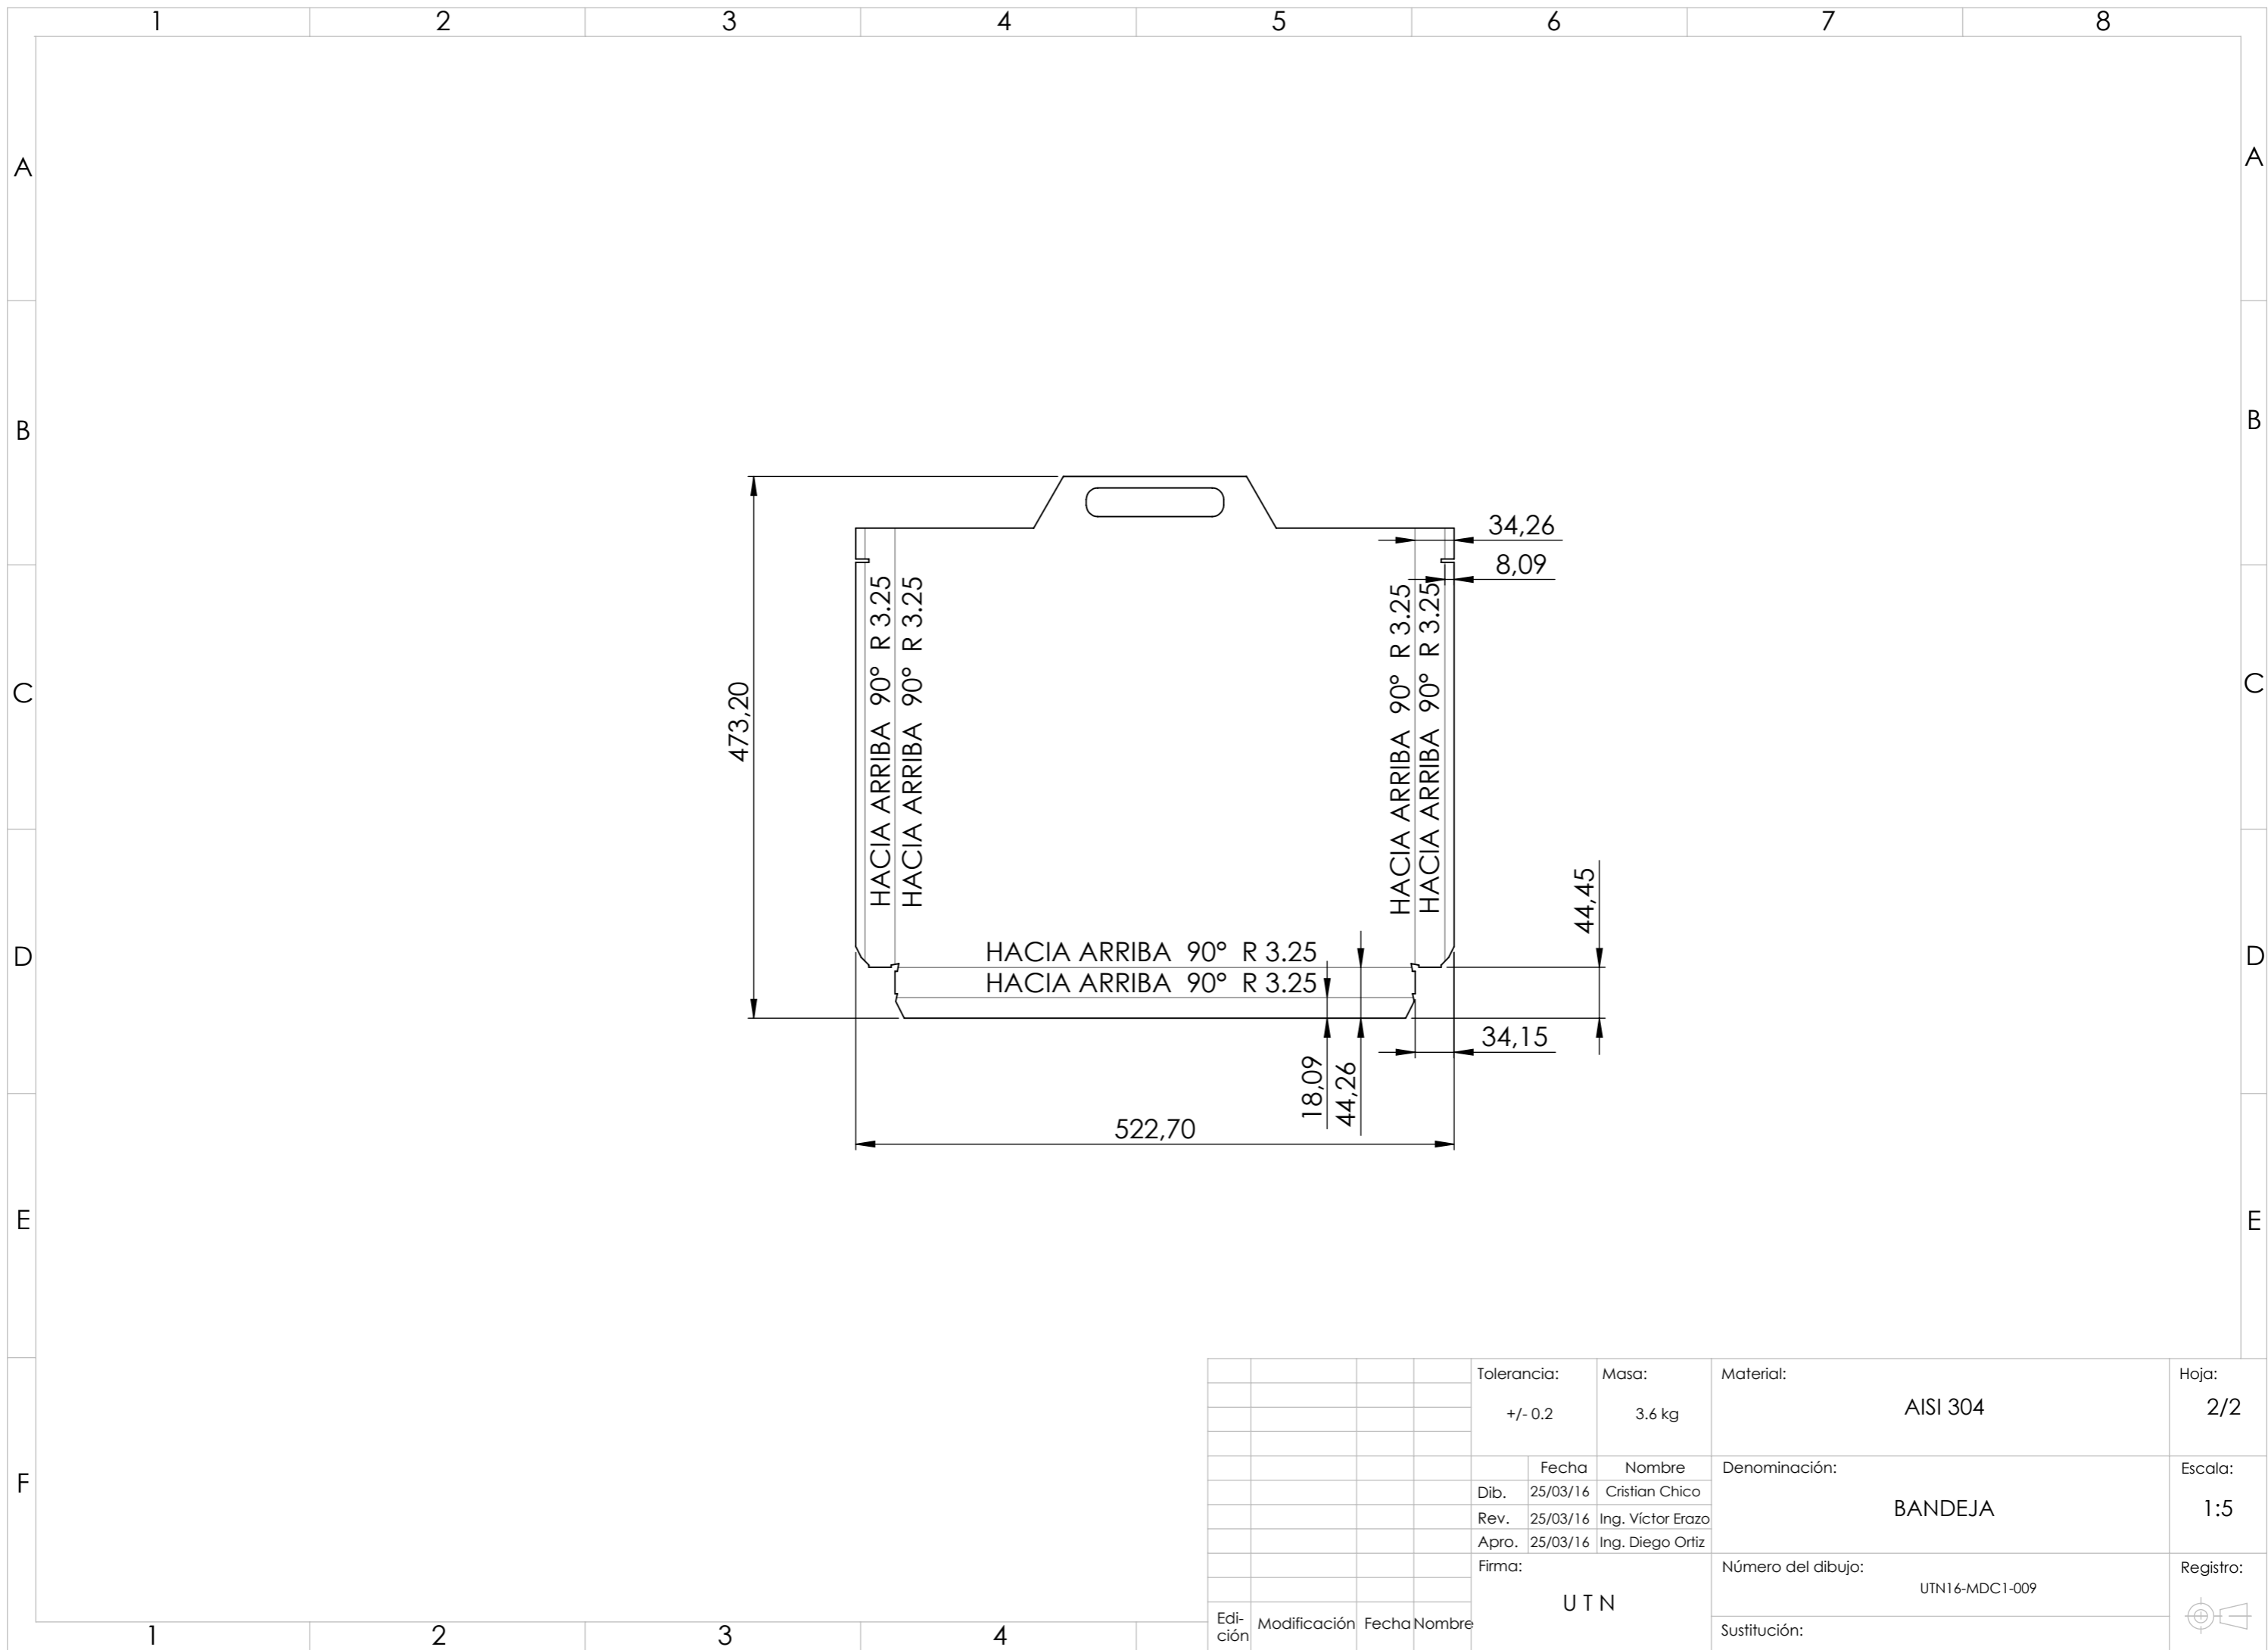 1 2 3 4 5 6 7 8
A A
B B
C C
D D
E E
F
34,26
8,09
473,20
HACIA ARRIBA 90° R 3.25
HACIA ARRIBA 90° R 3.25
HACIA ARRIBA 90° R 3.25
HACIA ARRIBA 90° R 3.25
44,45
HACIA ARRIBA 90° R 3.25
HACIA ARRIBA 90° R 3.25
34,15
18,09
44,26
522,70
Tolerancia: Masa: Material: Hoja:
+/- 0.2 3.6 kg AISI 304 2/2
Fecha Nombre Denominación: Escala:
Dib. 25/03/16 Cristian Chico
Rev. 25/03/16 Ing. Víctor Erazo BANDEJA 1:5
Apro. 25/03/16 Ing. Diego Ortiz
Firma: Número del dibujo: Registro:
U T N UTN16-MDC1-009
Edi-
ción Modificación Fecha Nombre Sustitución:
1 2 3 4